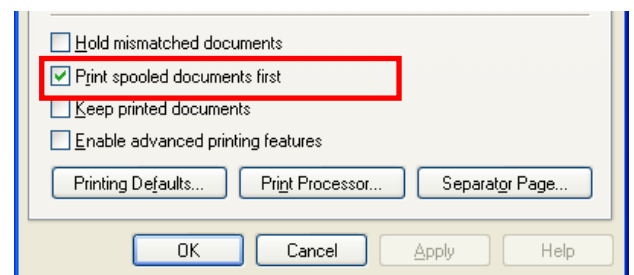 Hold mismatched documents
Print spooled documents first
Keep printed documents
Enable advanced printing features
Printing Defaults... Print Processor... Separator Page...
OK Cancel Apply Help